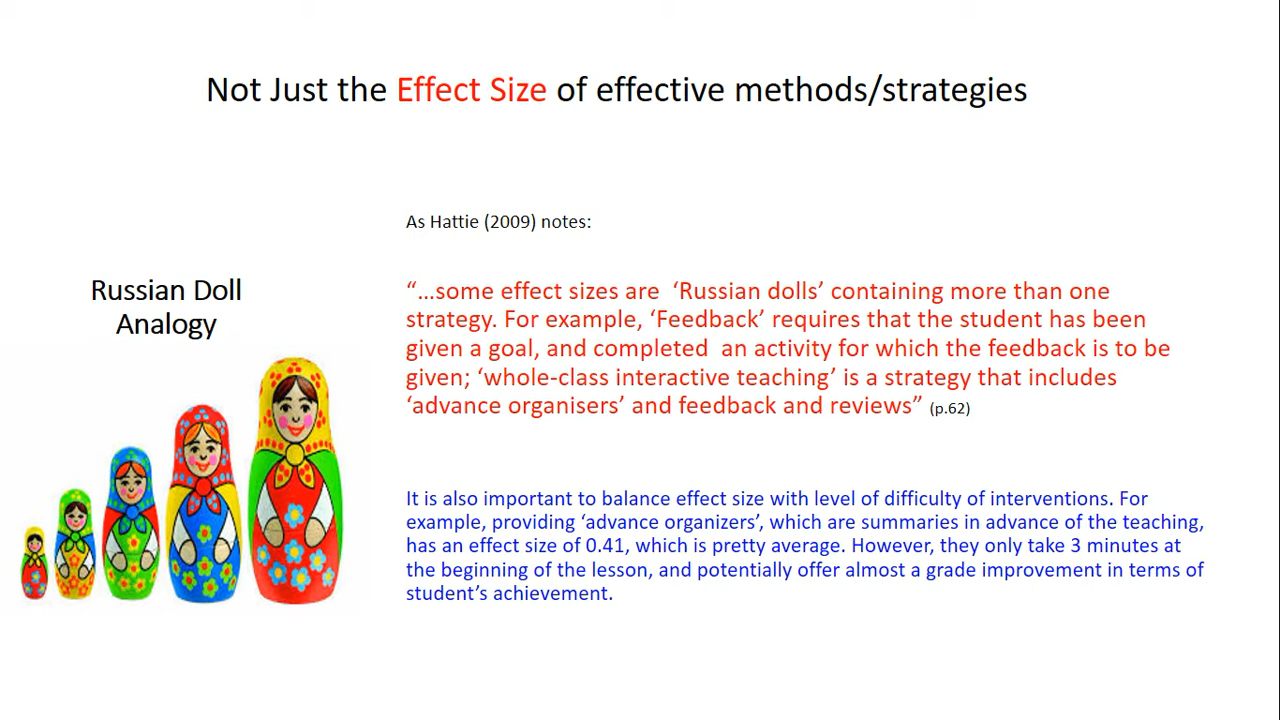 Not Just the Effect Size of effective methods/strategies
As Hattie (2009) notes:
Russian Doll
Analogy
“…some effect sizes are ‘Russian dolls’ containing more than one
strategy. For example, ‘Feedback’ requires that the student has been
given a goal, and completed an activity for which the feedback is to be
given; ‘whole-class interactive teaching’ is a strategy that includes
‘advance organisers’ and feedback and reviews” (p.62)
It is also important to balance effect size with level of difficulty of interventions. For
example, providing ‘advance organizers’, which are summaries in advance of the teaching,
has an effect size of 0.41, which is pretty average. However, they only take 3 minutes at
the beginning of the lesson, and potentially offer almost a grade improvement in terms of
student’s achievement.